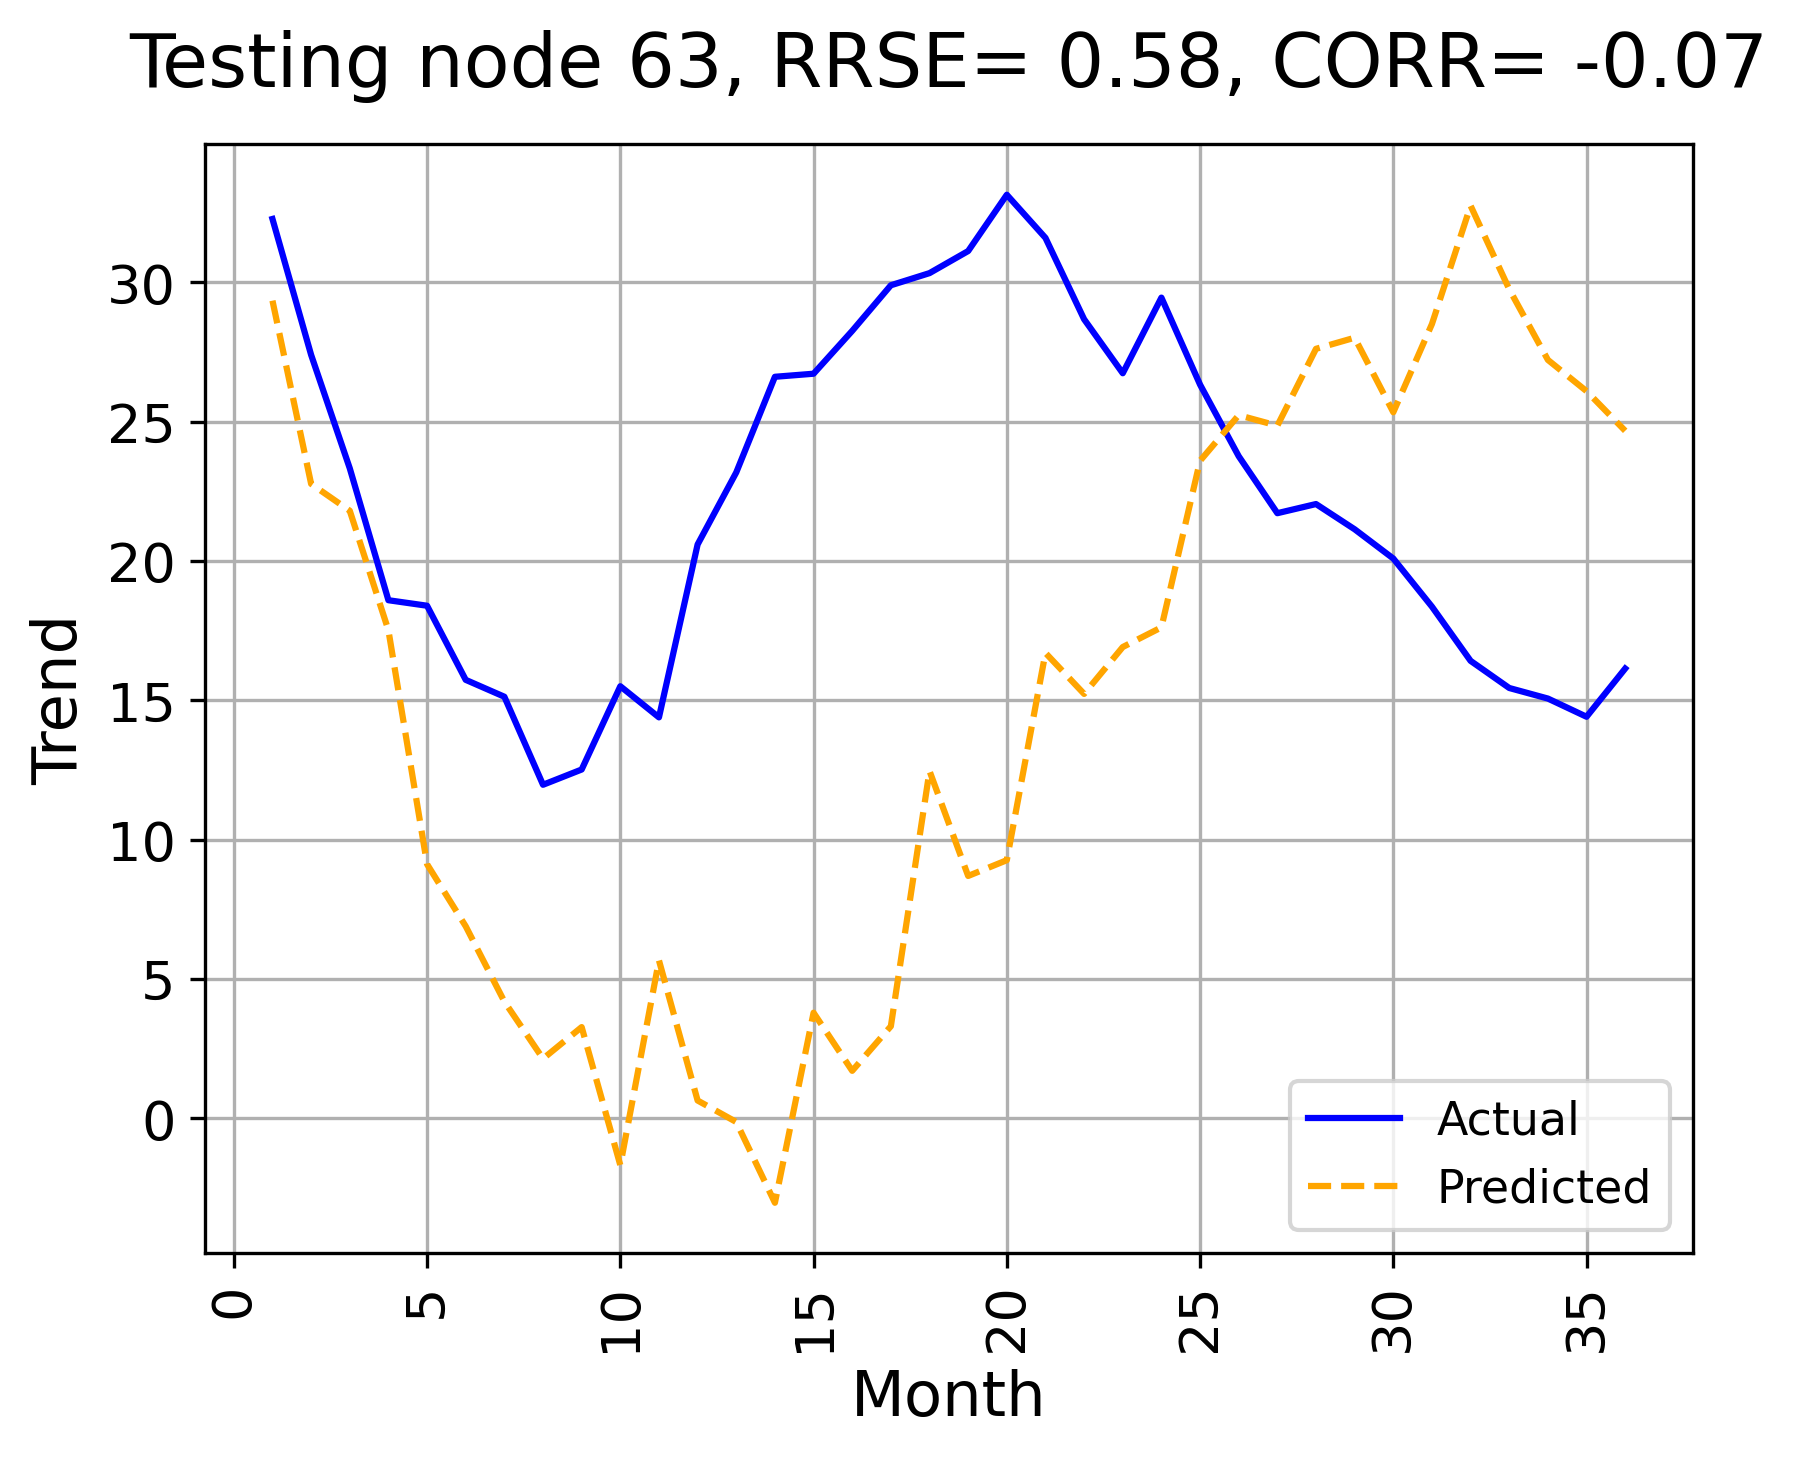 Testing node 63, RRSE= 0.58, CORR= -0.07
Trend
30
25
20
15
10
5
0
Actual
Predicted
0 5 10 15 20 25 30 35
Month